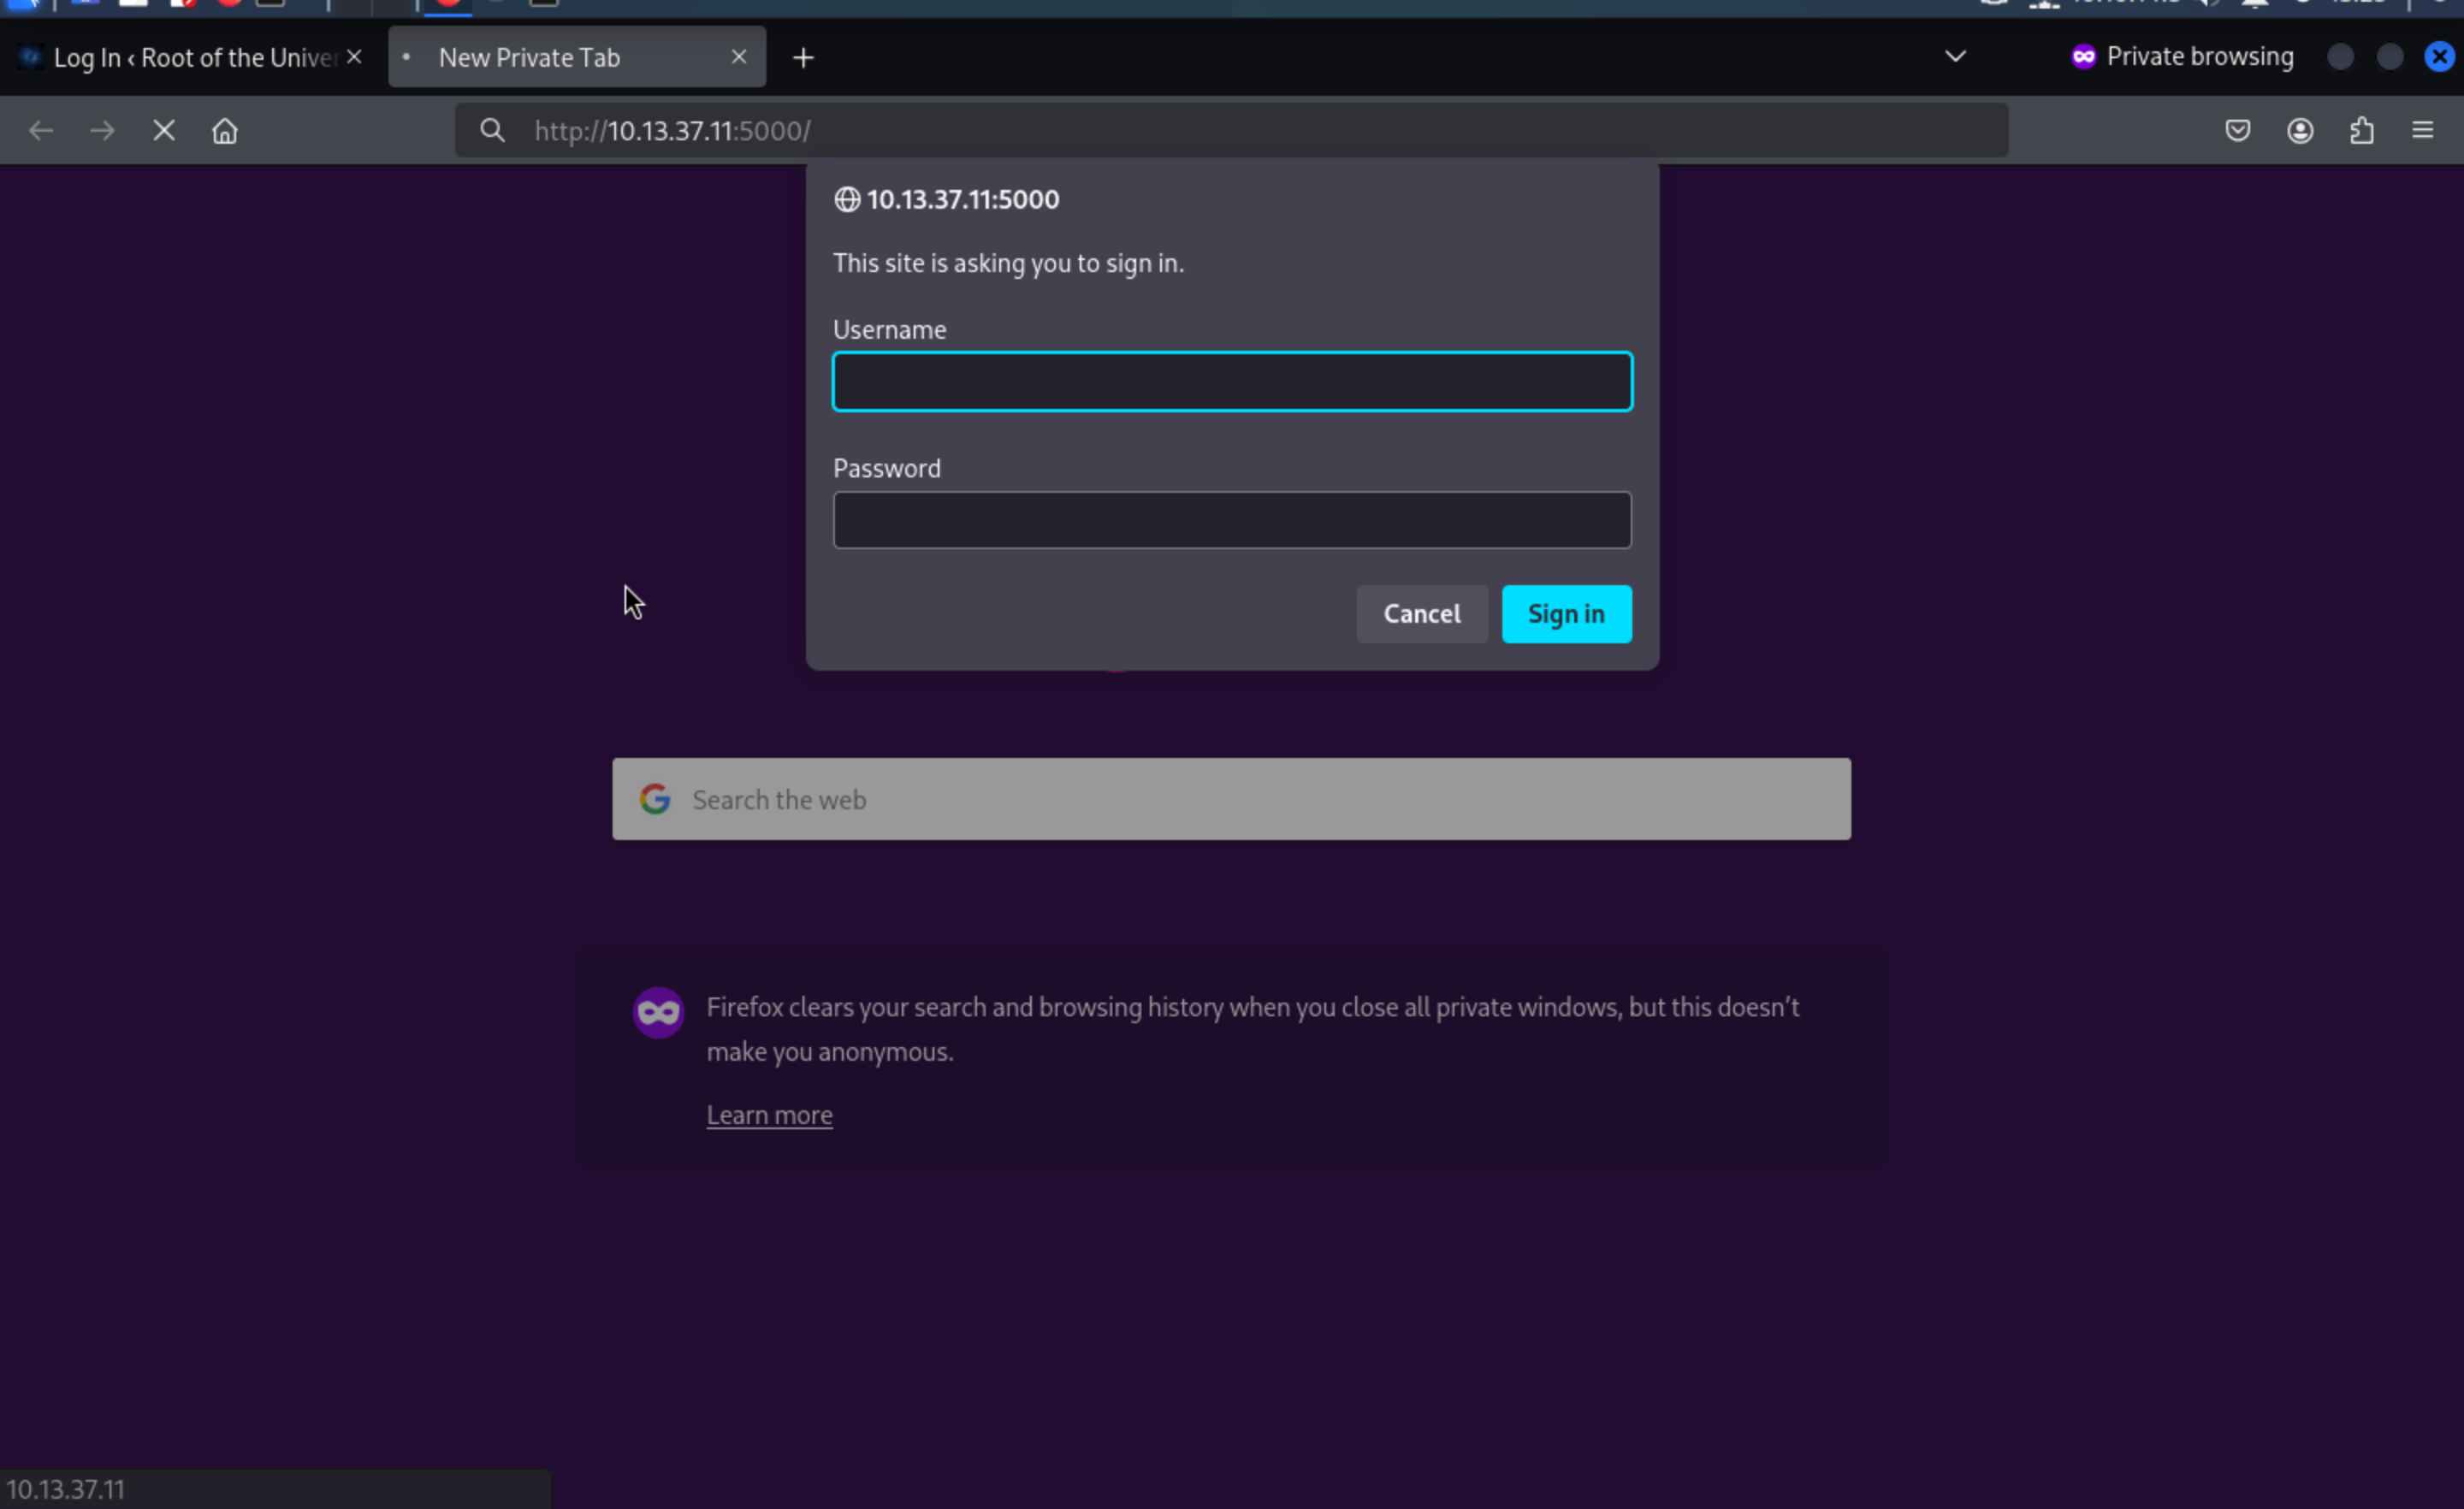 Log In ‹ Root of the Univer
New Private Tab
Private browsing
http://10.13.37.11:5000/
10.13.37.11:5000
This site is asking you to sign in.
Username
Password
Cancel
Sign in
Search the web
Firefox clears your search and browsing history when you close all private windows, but this doesn’t
make you anonymous.
Learn more
10.13.37.11